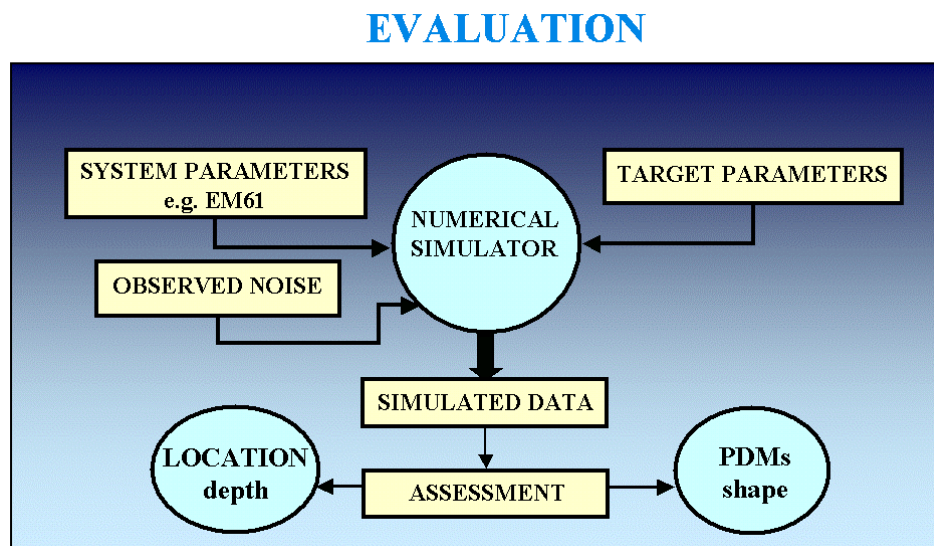 EVALUATION
SYSTEM PARAMETERS
e.g. EM61
TARGET PARAMETERS
NUMERICAL
SIMULATOR
OBSERVED NOISE
SIMULATED DATA
LOCATION
depth
ASSESSMENT
PDMs
shape